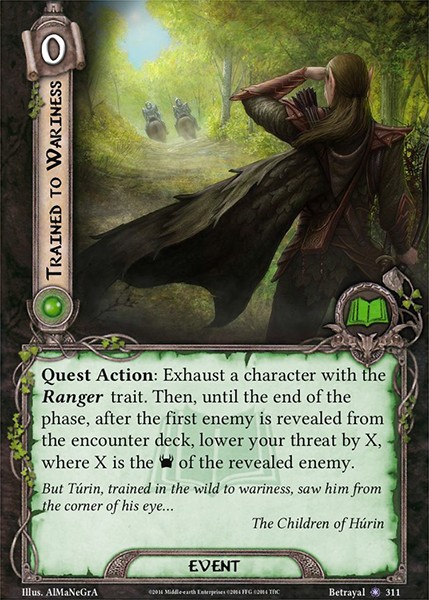 0
TRAINED TO WARINESS
Quest Action: Exhaust a character with the
Ranger trait. Then, until the end of the
phase, after the first enemy is revealed from
the encounter deck, lower your threat by X,
where X is the of the revealed enemy.
But Túrin, trained in the wild to wariness, saw him from
the corner of his eye...
The Children of Húrin
EVENT
Illus. AlMaNeGrA
©2014 Middle-earth Enterprises ©2014 FFG ©2014 TDC
Betrayal 311